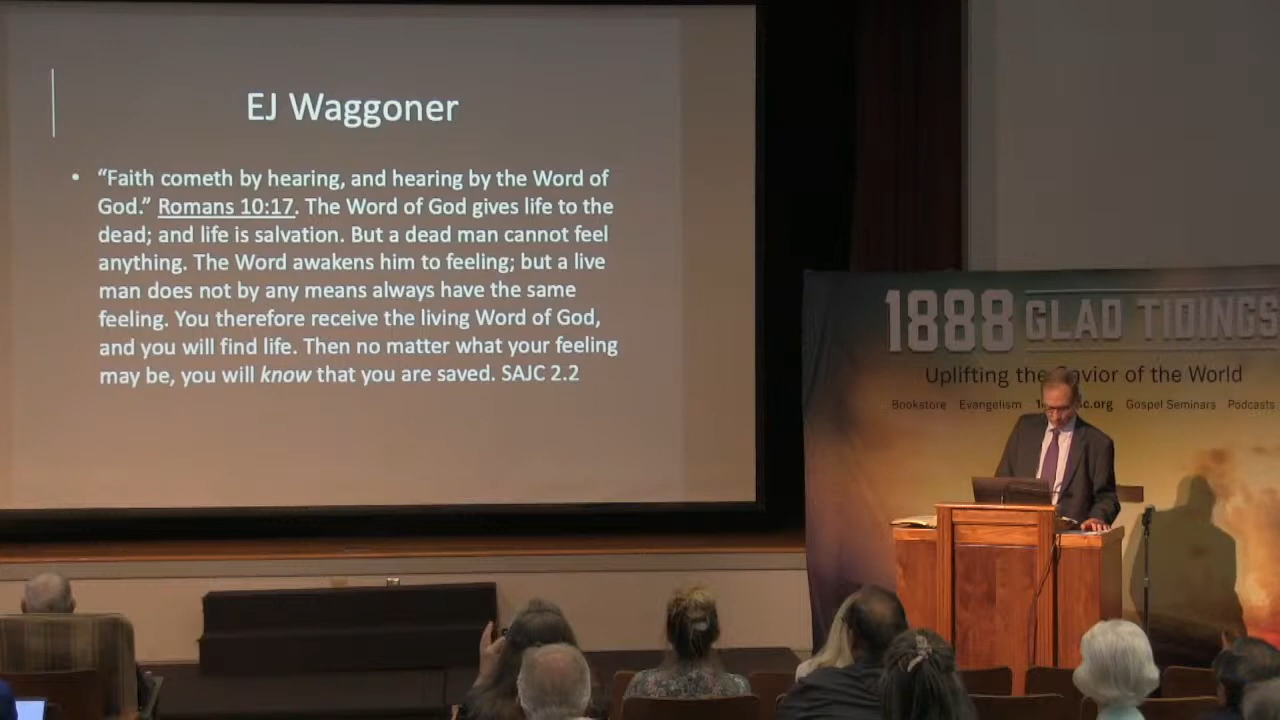 EJ Waggoner
• “Faith cometh by hearing, and hearing by the Word of
God.” Romans 10:17. The Word of God gives life to the
dead; and life is salvation. But a dead man cannot feel
anything. The Word awakens him to feeling; but a live
man does not by any means always have the same
feeling. You therefore receive the living Word of God,
and you will find life. Then no matter what your feeling
may be, you will know that you are saved. SAJC 2.2
1888 GLAD TIDINGS
Uplifting the Savior of the World
Bookstore Evangelism Gospel Seminars Podcasts